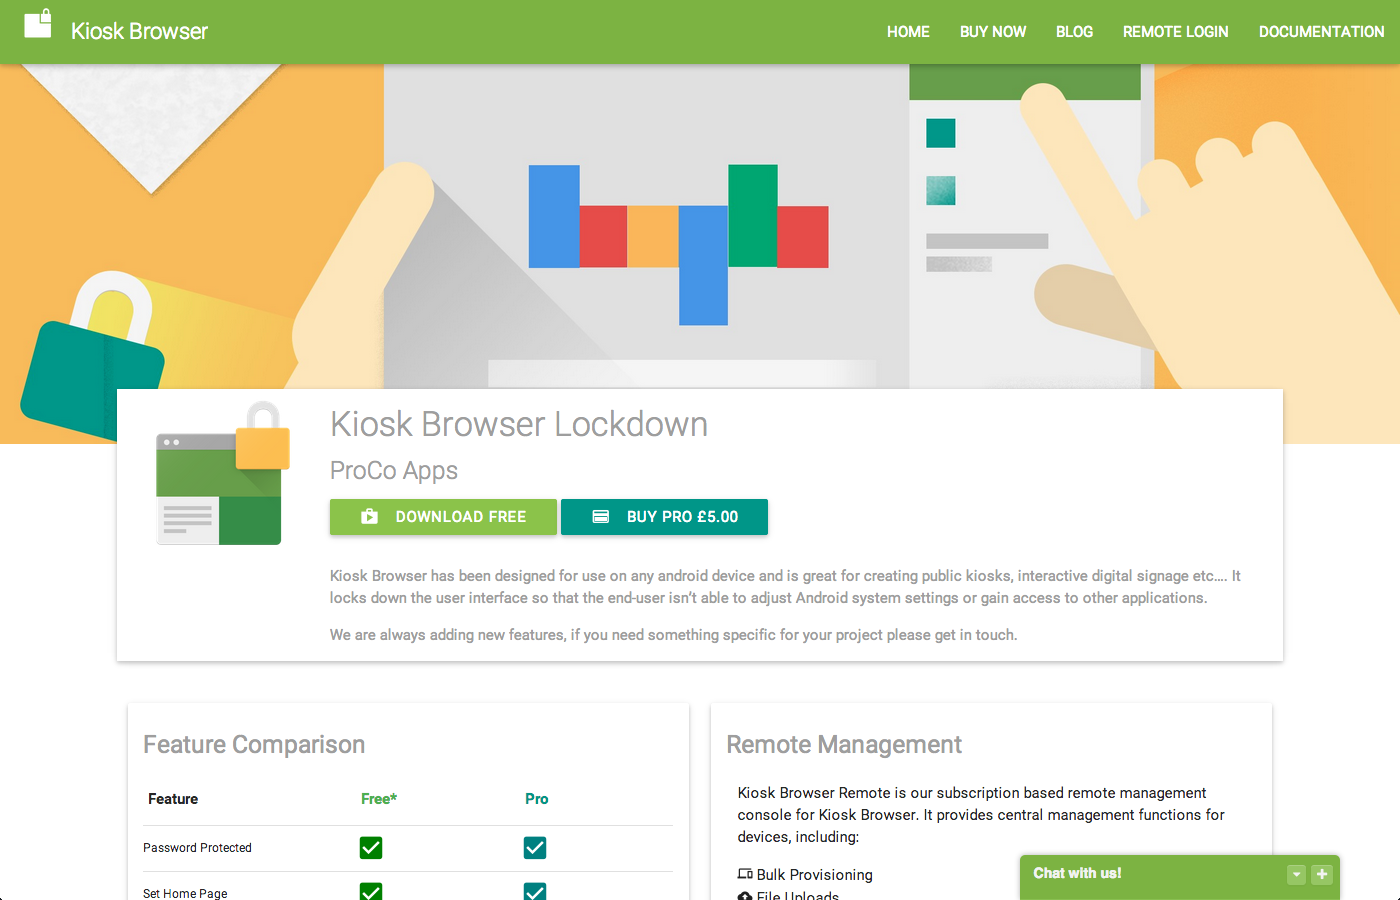 Kiosk Browser
HOME
BUY NOW
BLOG
REMOTE LOGIN
DOCUMENTATION
Kiosk Browser Lockdown
ProCo Apps
DOWNLOAD FREE
BUY PRO £5.00
Kiosk Browser has been designed for use on any android device and is great for creating public kiosks, interactive digital signage etc.... It
locks down the user interface so that the end-user isn't able to adjust Android system settings or gain access to other applications.
We are always adding new features, if you need something specific for your project please get in touch.
Feature Comparison
Feature
Free*
Pro
Password Protected
Set Home Page
Remote Management
Kiosk Browser Remote is our subscription based remote management
console for Kiosk Browser. It provides central management functions for
devices, including:
Bulk Provisioning
File Uploads
Chat with us!